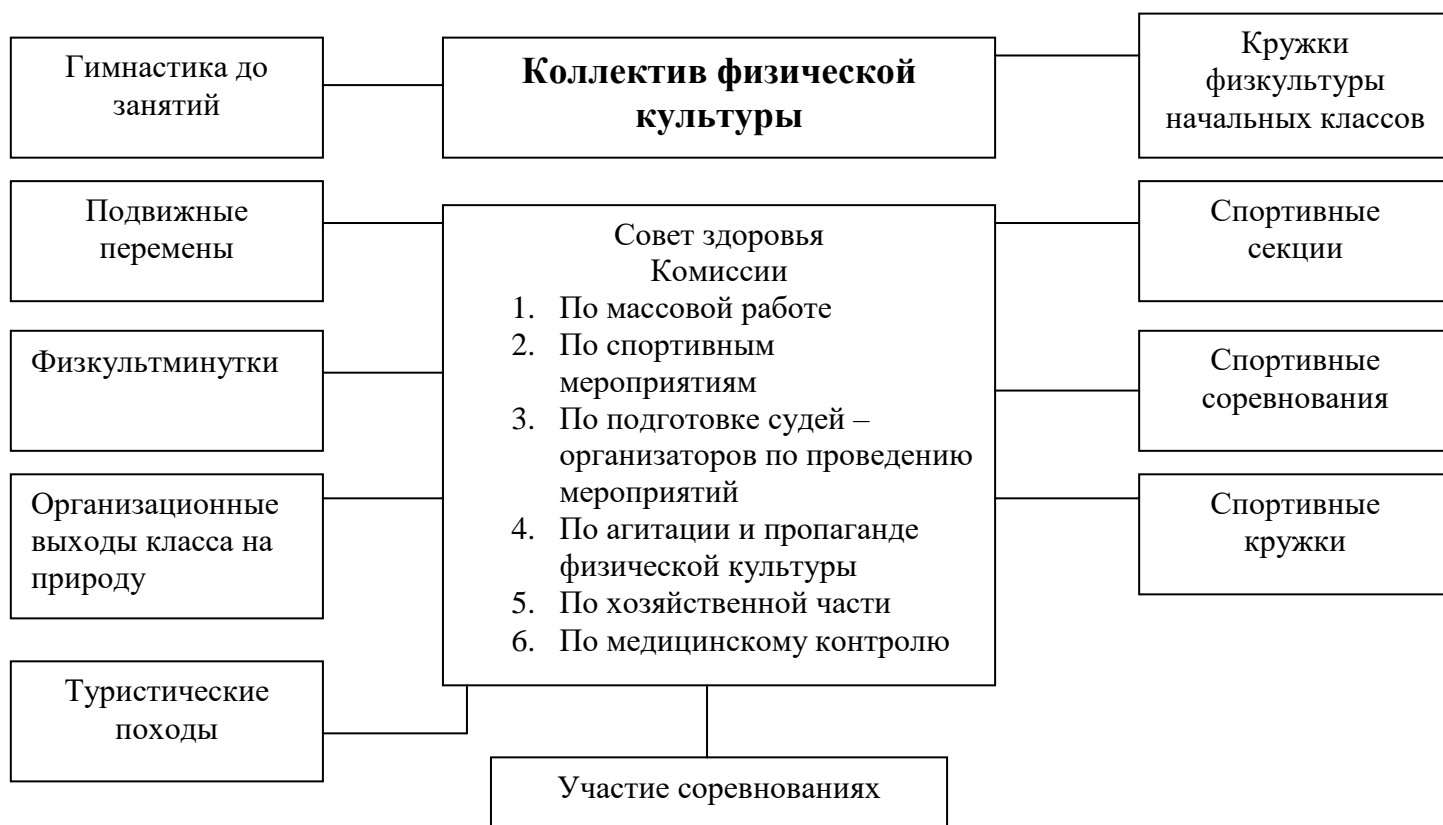 Гимнастика до
занятий
Коллектив физической
культуры
Кружки
физкультуры
начальных классов
Подвижные
перемены
Совет здоровья
Комиссии
1. По массовой работе
2. По спортивным
мероприятиям
3. По подготовке судей –
организаторов по проведению
мероприятий
4. По агитации и пропаганде
физической культуры
5. По хозяйственной части
6. По медицинскому контролю
Спортивные
секции
Физкультминутки
Спортивные
соревнования
Организационные
выходы класса на
природу
Спортивные
кружки
Туристические
походы
Участие соревнованиях